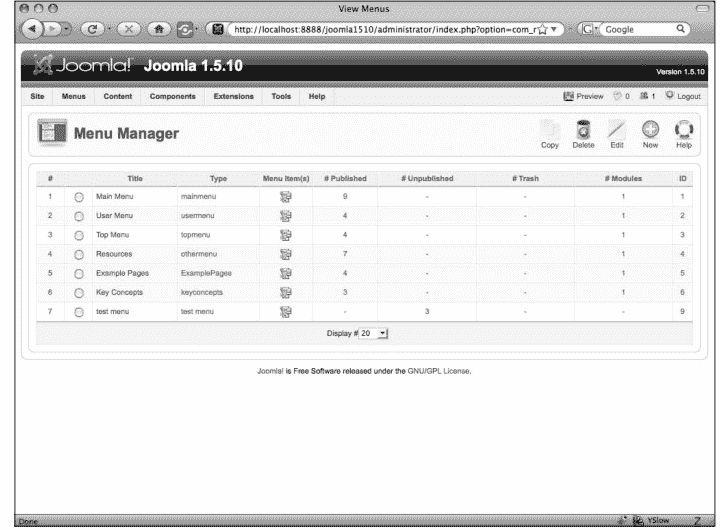 View Menus
http://localhost:8888/joomla1510/administrator/index.php?option=com_r
Google
Joomla! Joomla 1.5.10
Version 1.5.10
Site Menus Content Components Extensions Tools Help Preview 0 1 Logout
Menu Manager
Copy Delete Edit New Help
# Title Type Menu Item(s) # Published # Unpublished # Trash # Modules ID
1 Main Menu mainmenu 9 - - 1 1
2 User Menu usermenu 4 - - 1 2
3 Top Menu topmenu 4 - - 1 3
4 Resources othermenu 7 - - 1 4
5 Example Pages ExamplePages 4 - - 1 5
6 Key Concepts keyconcepts 3 - - 1 6
7 test menu test menu - 3 - - 9
Display # 20
Joomla! is Free Software released under the GNU/GPL License.
Done YSlow